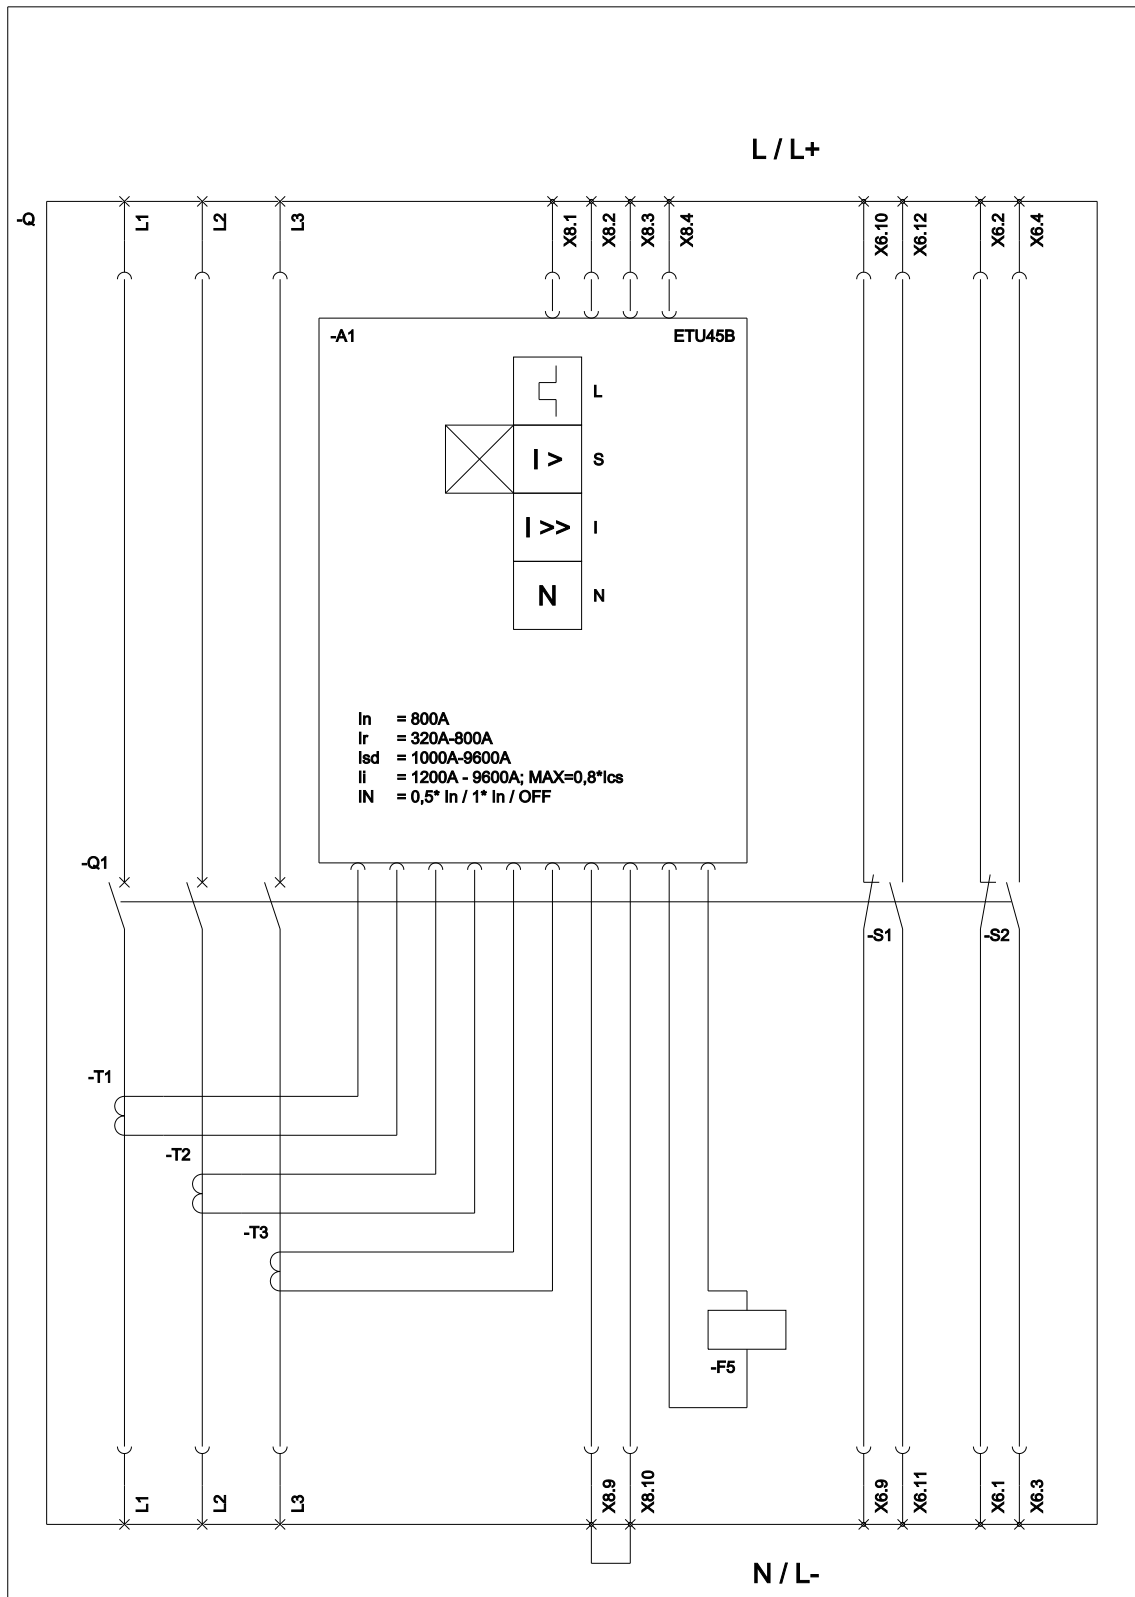 L / L+
-Q
L1
L2
L3
X8.1
X8.2
X8.3
X8.4
X6.10
X6.12
X6.2
X6.4
-A1
ETU45B
L
I >
S
I >>
I
N
N
In = 800A
Ir = 320A-800A
Isd = 1000A-9600A
Ii = 1200A - 9600A; MAX=0,8*Ics
IN = 0,5* In / 1* In / OFF
-Q1
-S1
-S2
-T1
-T2
-T3
-F5
L1
L2
L3
X8.9
X8.10
X6.9
X6.11
X6.1
X6.3
N / L-